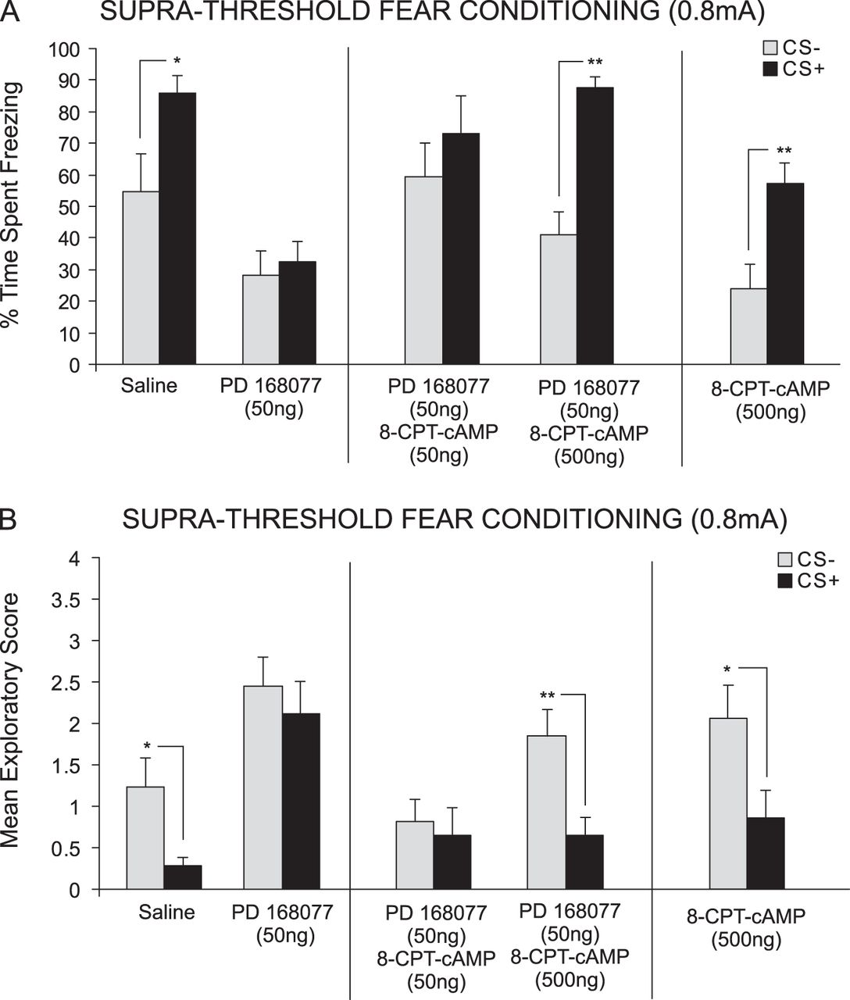 A
SUPRA-THRESHOLD FEAR CONDITIONING (0.8mA)
% Time Spent Freezing
100
90
80
70
60
50
40
30
20
10
0
CS-
CS+
*
**
**
Saline
PD 168077
(50ng)
PD 168077
(50ng)
8-CPT-cAMP
(50ng)
PD 168077
(50ng)
8-CPT-cAMP
(500ng)
8-CPT-cAMP
(500ng)
B
SUPRA-THRESHOLD FEAR CONDITIONING (0.8mA)
Mean Exploratory Score
4
3.5
3
2.5
2
1.5
1
0.5
0
CS-
CS+
*
**
*
Saline
PD 168077
(50ng)
PD 168077
(50ng)
8-CPT-cAMP
(50ng)
PD 168077
(50ng)
8-CPT-cAMP
(500ng)
8-CPT-cAMP
(500ng)